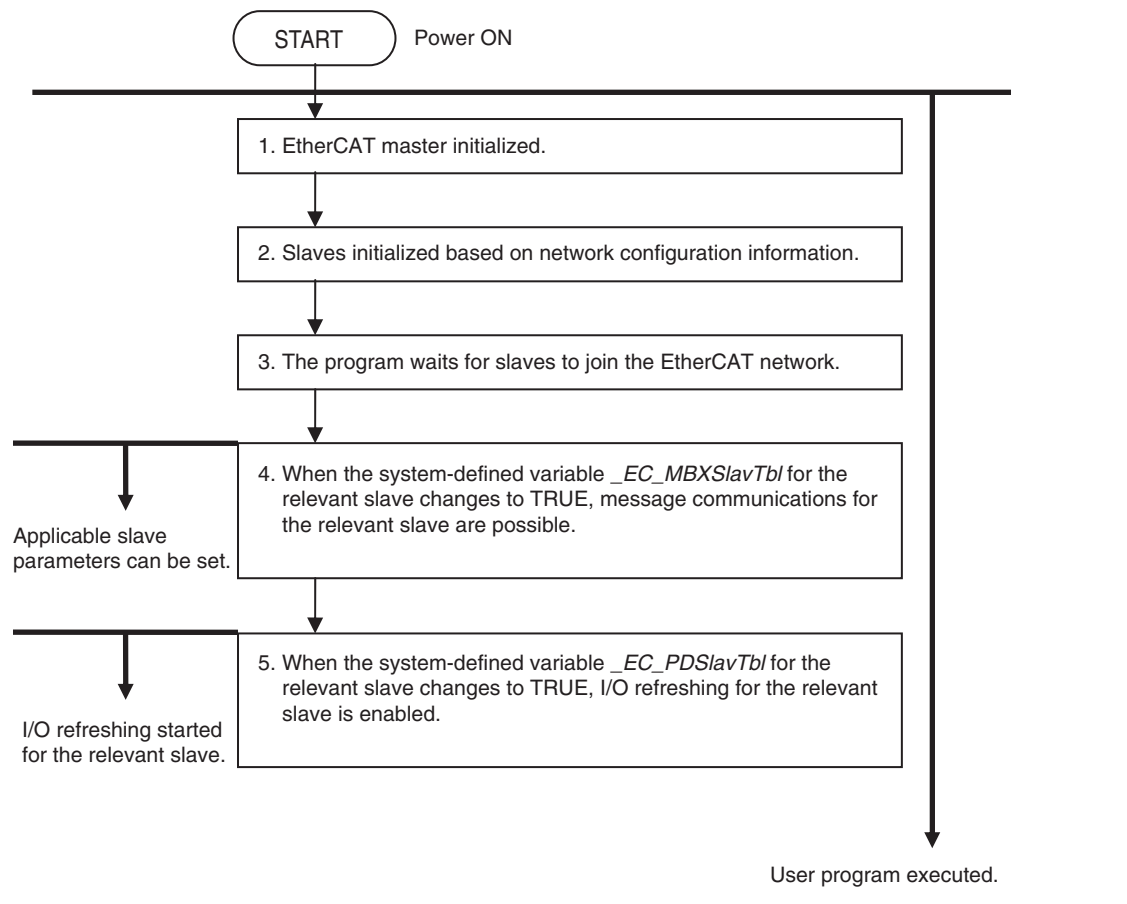 START
Power ON
1. EtherCAT master initialized.
2. Slaves initialized based on network configuration information.
3. The program waits for slaves to join the EtherCAT network.
4. When the system-defined variable _EC_MBXSlavTbl for the
relevant slave changes to TRUE, message communications for
the relevant slave are possible.
Applicable slave
parameters can be set.
5. When the system-defined variable _EC_PDSlavTbl for the
relevant slave changes to TRUE, I/O refreshing for the relevant
slave is enabled.
I/O refreshing started
for the relevant slave.
User program executed.